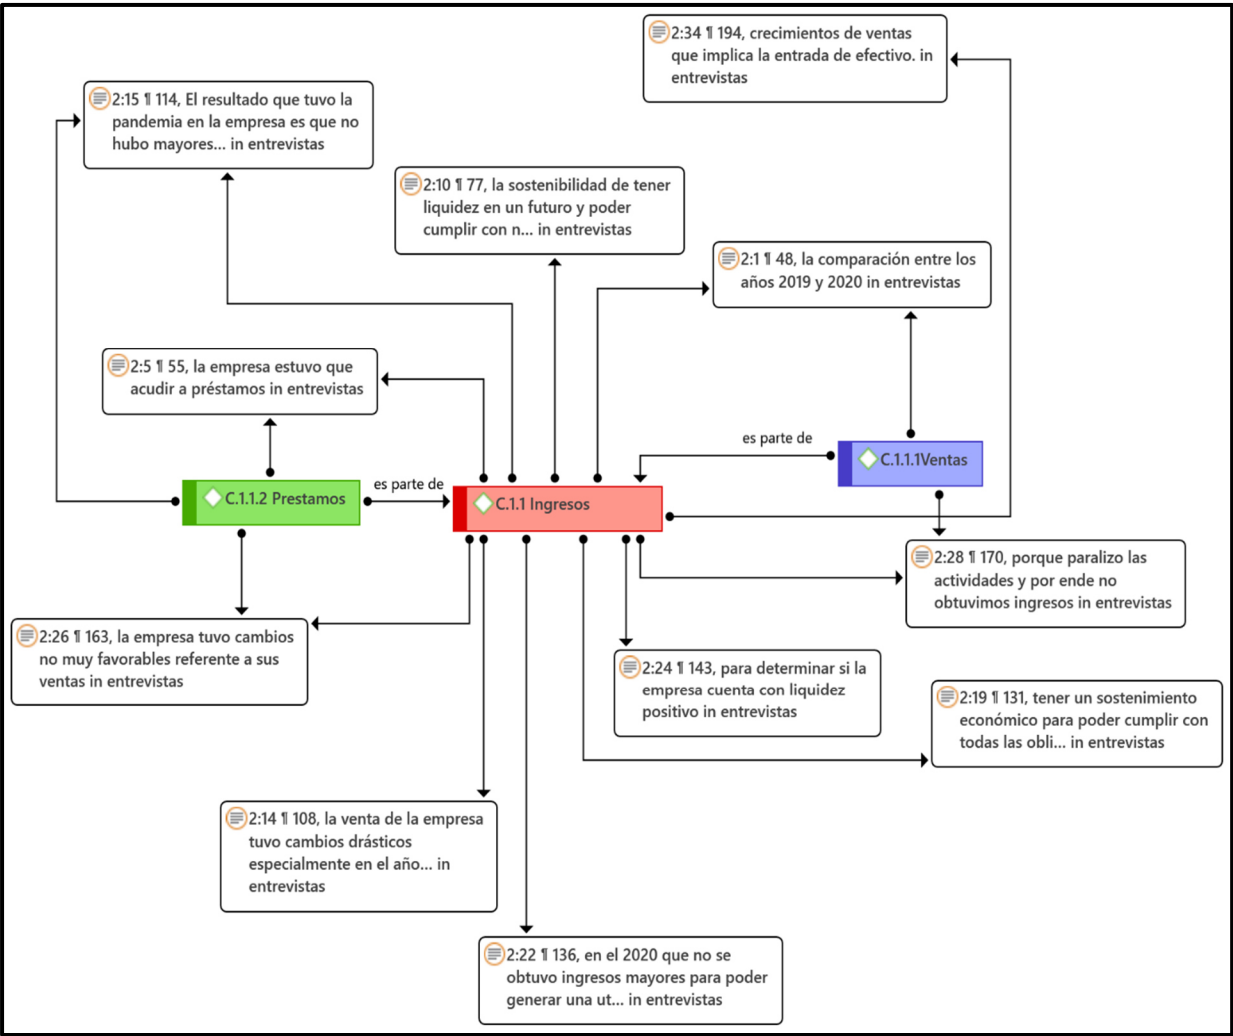 2:34 ¶ 194, crecimientos de ventas
que implica la entrada de efectivo. in
entrevistas
2:15 ¶ 114, El resultado que tuvo la
pandemia en la empresa es que no
hubo mayores... in entrevistas
2:10 ¶ 77, la sostenibilidad de tener
liquidez en un futuro y poder
cumplir con n... in entrevistas
2:1 ¶ 48, la comparación entre los
años 2019 y 2020 in entrevistas
2:5 ¶ 55, la empresa estuvo que
acudir a préstamos in entrevistas
es parte de
C.1.1.1Ventas
es parte de
C.1.1.2 Prestamos
C.1.1 Ingresos
2:28 ¶ 170, porque paralizo las
actividades y por ende no
obtuvimos ingresos in entrevistas
2:26 ¶ 163, la empresa tuvo cambios
no muy favorables referente a sus
ventas in entrevistas
2:24 ¶ 143, para determinar si la
empresa cuenta con liquidez
positivo in entrevistas
2:19 ¶ 131, tener un sostenimiento
económico para poder cumplir con
todas las obli... in entrevistas
2:14 ¶ 108, la venta de la empresa
tuvo cambios drásticos
especialmente en el año... in
entrevistas
2:22 ¶ 136, en el 2020 que no se
obtuvo ingresos mayores para poder
generar una ut... in entrevistas